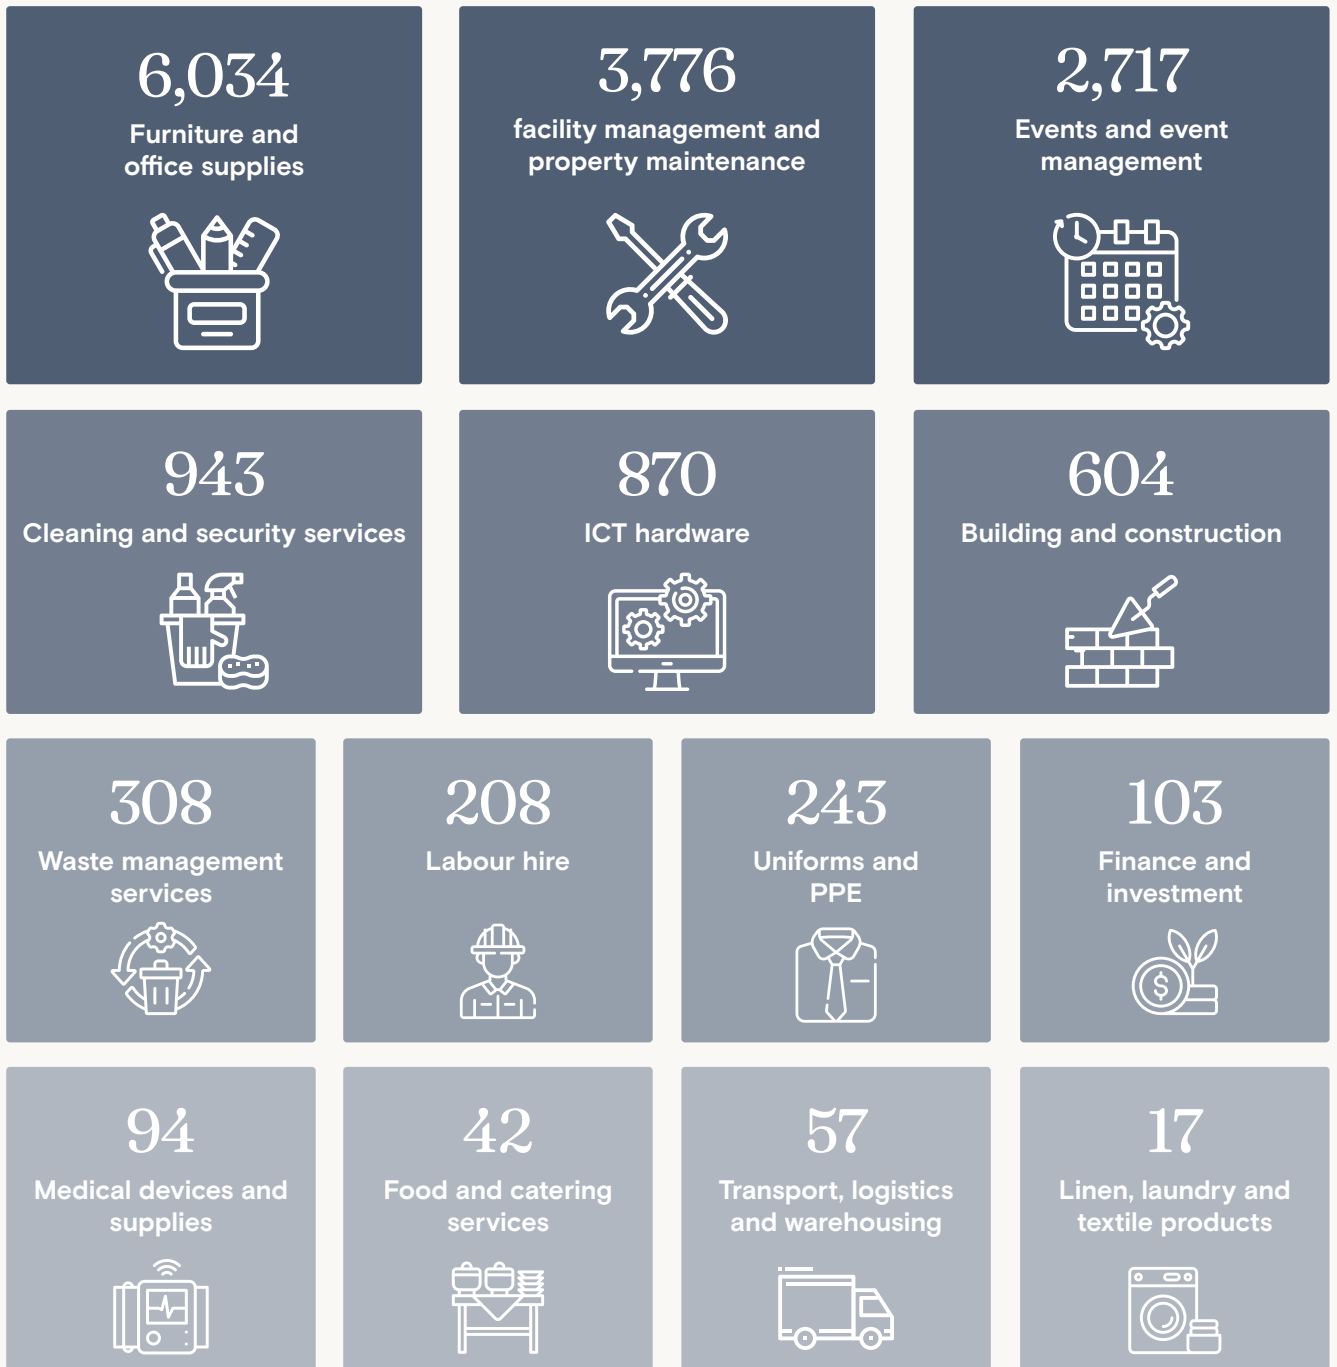 6,034
Furniture and
office supplies
3,776
facility management and
property maintenance
2,717
Events and event
management
943
Cleaning and security services
870
ICT hardware
604
Building and construction
308
Waste management
services
208
Labour hire
243
Uniforms and
PPE
103
Finance and
investment
$
94
Medical devices and
supplies
42
Food and catering
services
57
Transport, logistics
and warehousing
17
Linen, laundry and
textile products